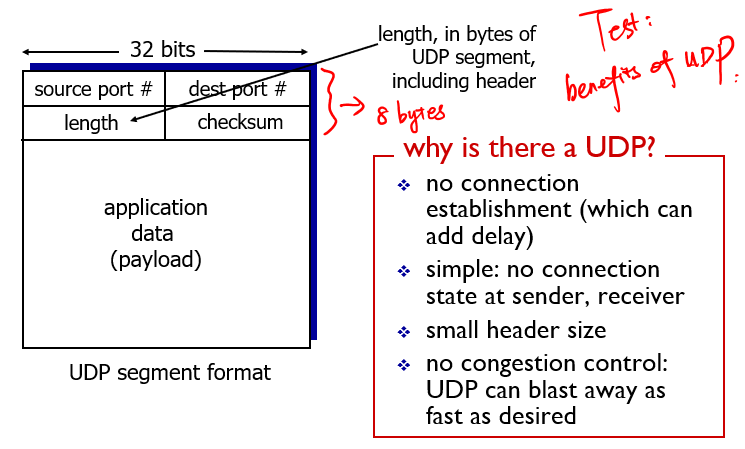 32 bits
source port #
dest port #
length
checksum
application
data
(payload)
UDP segment format
length, in bytes of
UDP segment,
including header
8 bytes
Test:
benefits of UDP.
why is there a UDP?
❖ no connection
establishment (which can
add delay)
❖ simple: no connection
state at sender, receiver
❖ small header size
❖ no congestion control:
UDP can blast away as
fast as desired